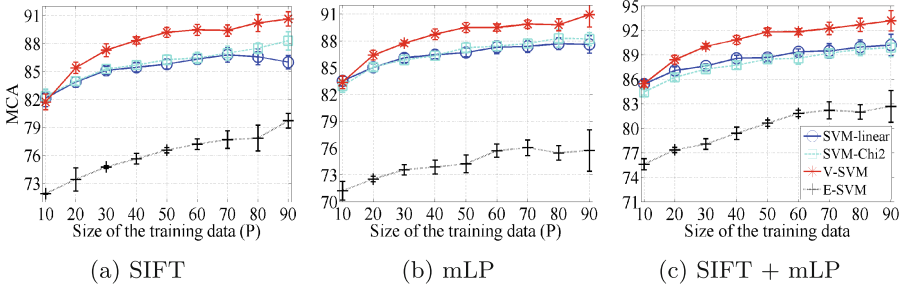 MCA
91
88
85
82
79
76
73
10 20 30 40 50 60 70 80 90
Size of the training data (P)
(a) SIFT
91
88
85
82
79
76
73
70
10 20 30 40 50 60 70 80 90
Size of the training data (P)
(b) mLP
95
92
89
86
83
80
77
74
71
10 20 30 40 50 60 70 80 90
Size of the training data
SVM-linear
SVM-Chi2
V-SVM
E-SVM
(c) SIFT + mLP